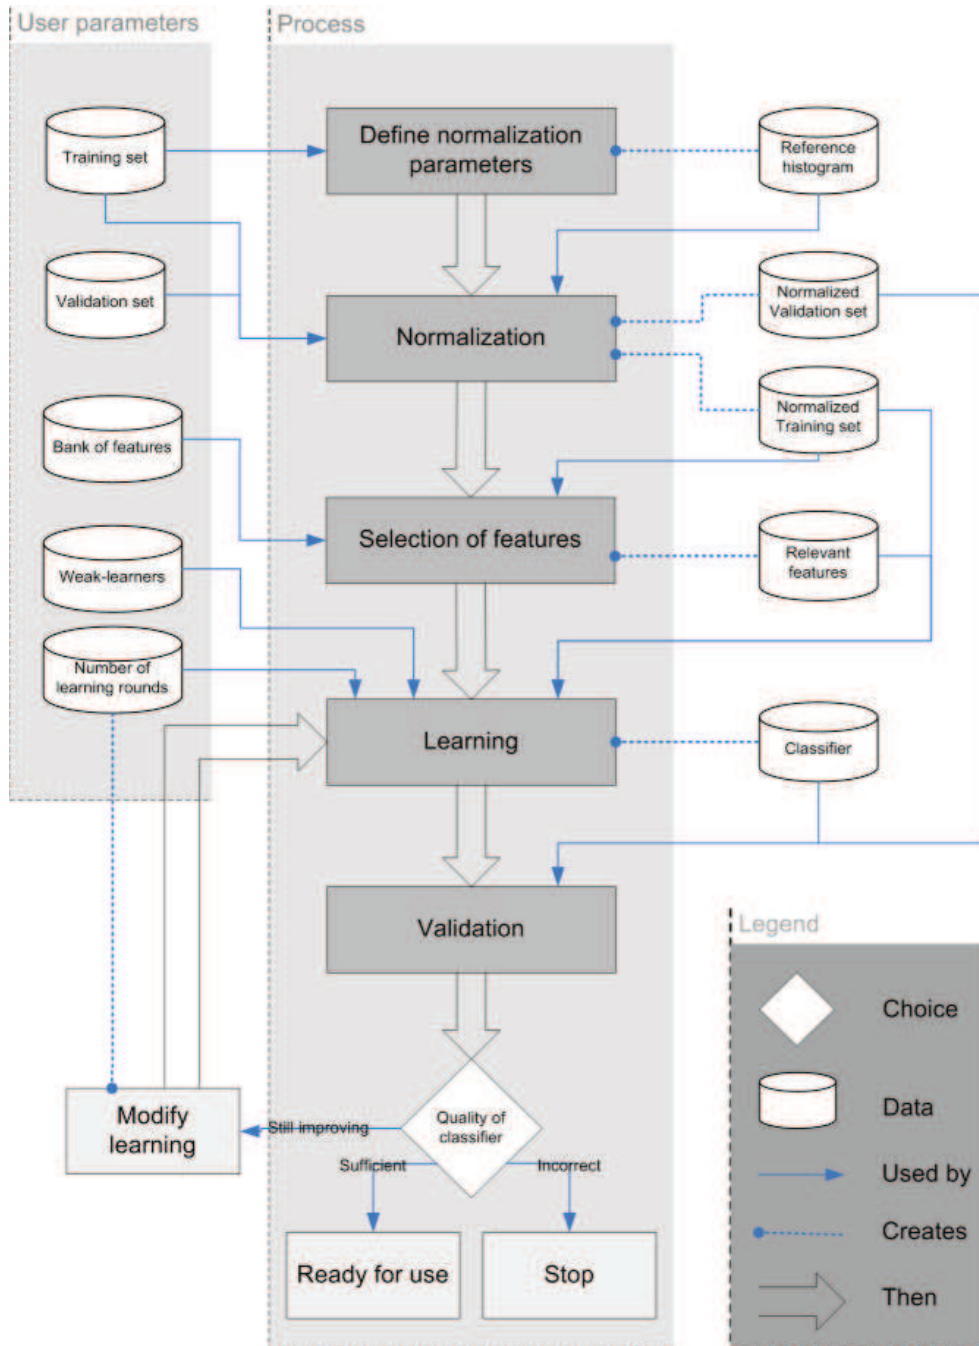 User parameters
Process
Training set
Define normalization
parameters
Reference
histogram
Validation set
Normalization
Normalized
Validation set
Normalized
Training set
Bank of features
Selection of features
Relevant
features
Weak-learners
Number of
learning rounds
Learning
Classifier
Validation
Legend
Choice
Data
Used by
Creates
Then
Quality of
classifier
Still improving
Modify
learning
Sufficient
Incorrect
Ready for use
Stop